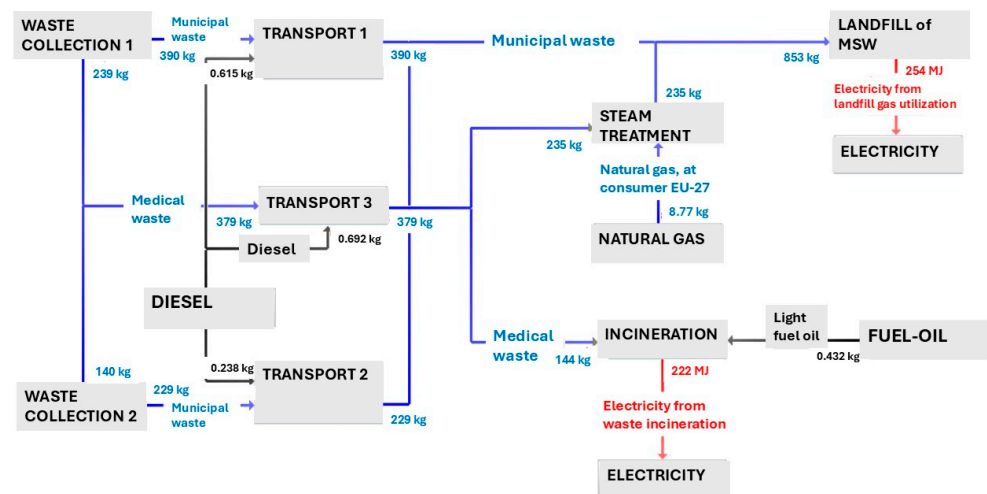 WASTE
COLLECTION 1
Municipal
waste
390 kg
239 kg
TRANSPORT 1
0.615 kg
390 kg
Municipal waste
853 kg
LANDFILL of
MSW
254 MJ
Electricity from
landfill gas utilization
ELECTRICITY
235 kg
STEAM
TREATMENT
235 kg
Natural gas, at
consumer EU-27
8.77 kg
NATURAL GAS
Medical
waste
379 kg
TRANSPORT 3
379 kg
0.692 kg
Diesel
DIESEL
0.238 kg
TRANSPORT 2
229 kg
140 kg
229 kg
Municipal
waste
WASTE
COLLECTION 2
Medical
waste
144 kg
INCINERATION
Light
fuel oil
0.432 kg
FUEL-OIL
222 MJ
Electricity from
waste incineration
ELECTRICITY